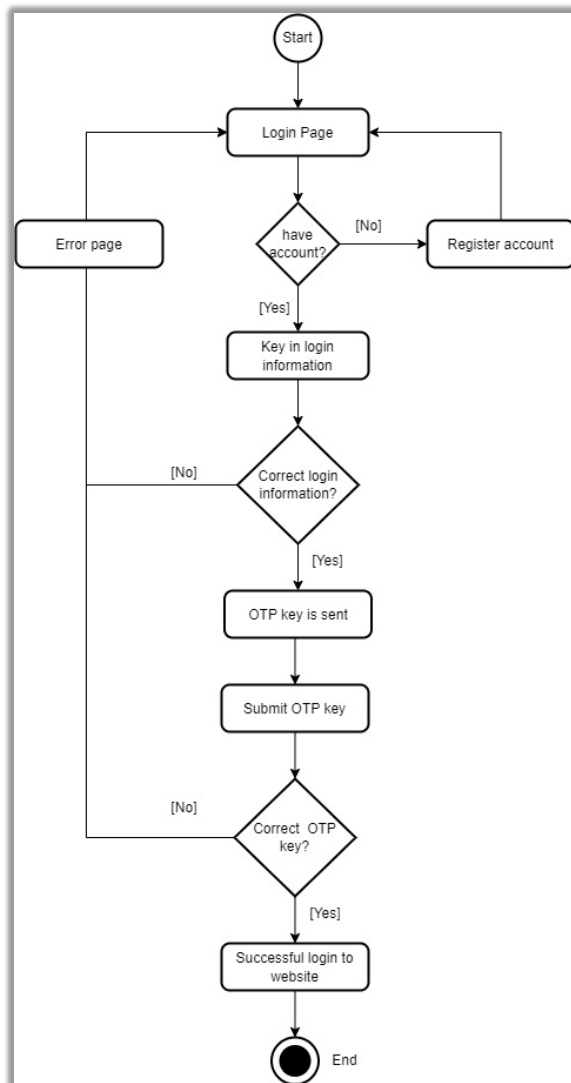 Start
Login Page
Error page
have
account?
[No]
Register account
[Yes]
Key in login
information
[No]
Correct login
information?
[Yes]
OTP key is sent
Submit OTP key
[No]
Correct OTP
key?
[Yes]
Successful login to
website
End